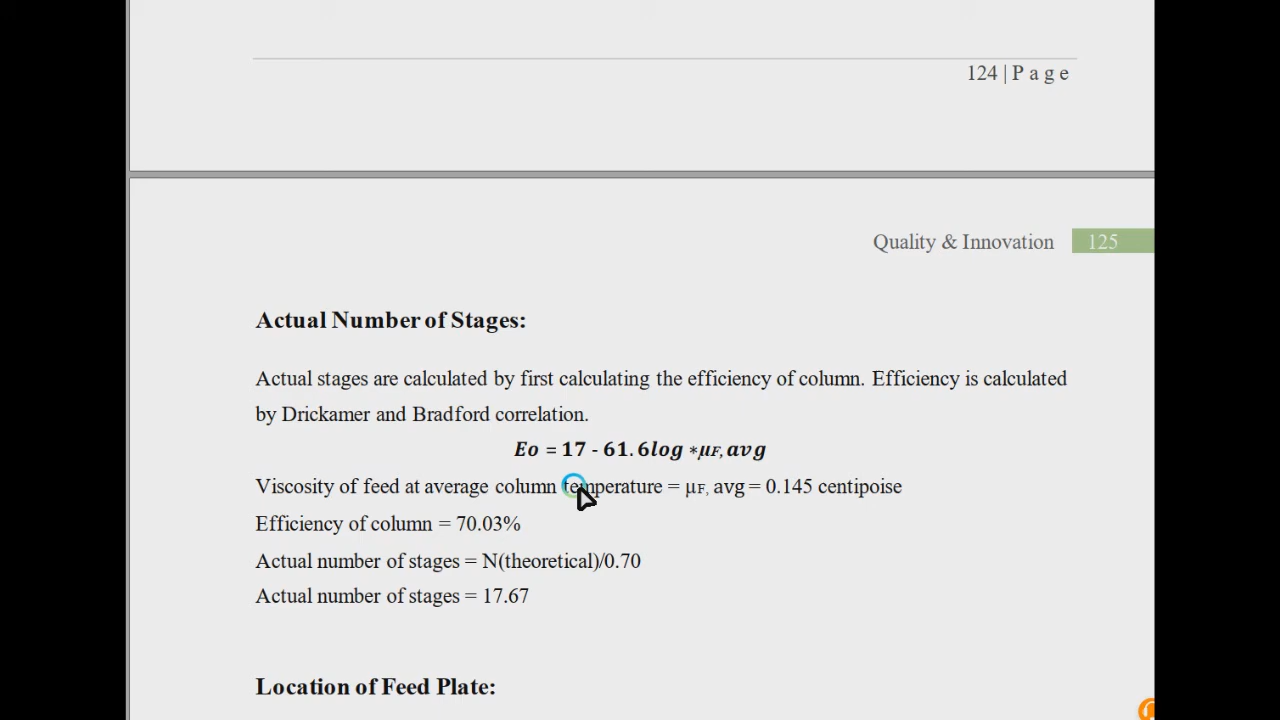 124 | P a g e
Quality & Innovation 125
Actual Number of Stages:
Actual stages are calculated by first calculating the efficiency of column. Efficiency is calculated
by Drickamer and Bradford correlation.
Eo = 17 - 61.6log *μF,avg
Viscosity of feed at average column temperature = μF, avg = 0.145 centipoise
Efficiency of column = 70.03%
Actual number of stages = N(theoretical)/0.70
Actual number of stages = 17.67
Location of Feed Plate: